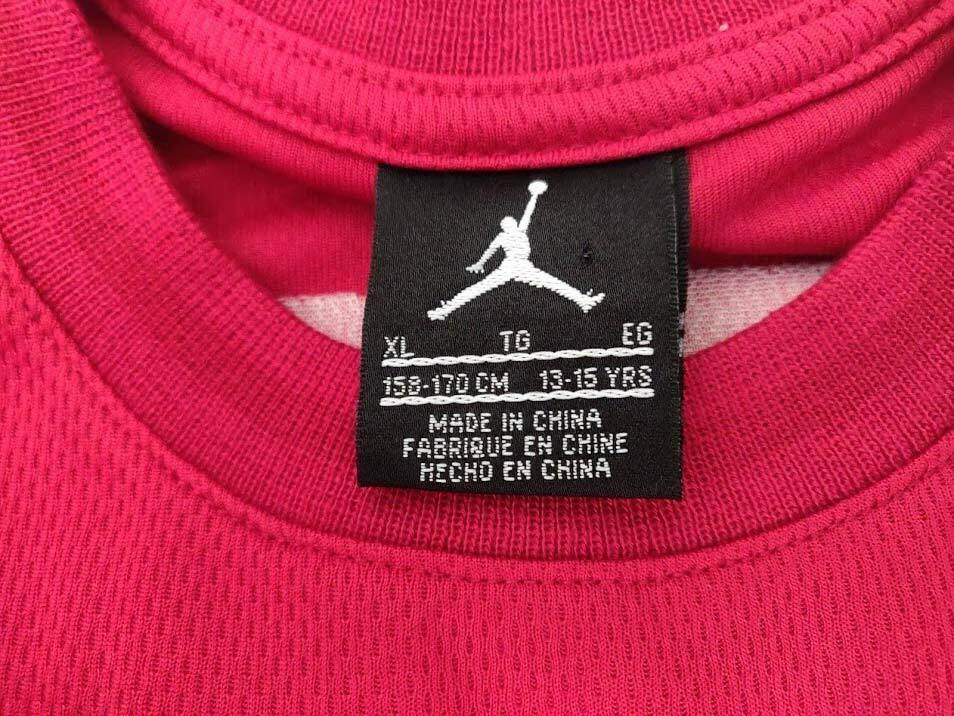 XL TG EG
158-170 CM 13-15 YRS
MADE IN CHINA
FABRIQUE EN CHINE
HECHO EN CHINA